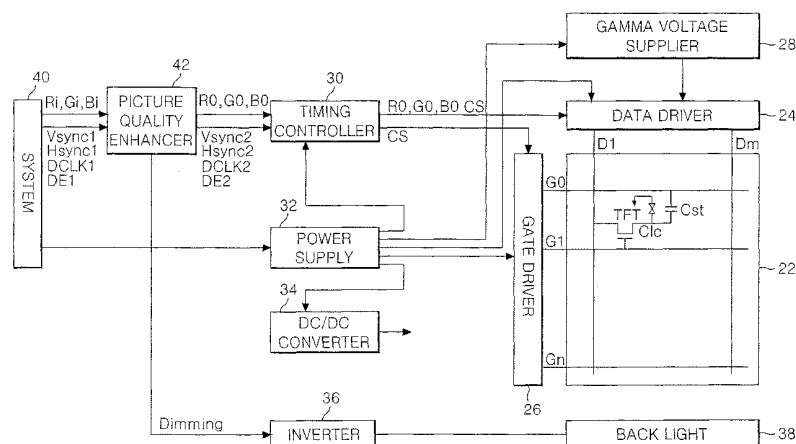 GAMMA VOLTAGE
SUPPLIER
28
40
42
30
Ri,Gi,Bi
PICTURE
QUALITY
ENHANCER
R0,G0,B0
TIMING
CONTROLLER
R0,G0,B0 CS
DATA DRIVER
24
SYSTEM
Vsync1
Hsync1
DCLK1
DE1
Vsync2
Hsync2
DCLK2
DE2
CS
D1
Dm
G0
32
POWER
SUPPLY
GATE DRIVER
TFT
Cst
Clc
G1
22
34
DC/DC
CONVERTER
Gn
26
36
Dimming
INVERTER
BACK LIGHT
38